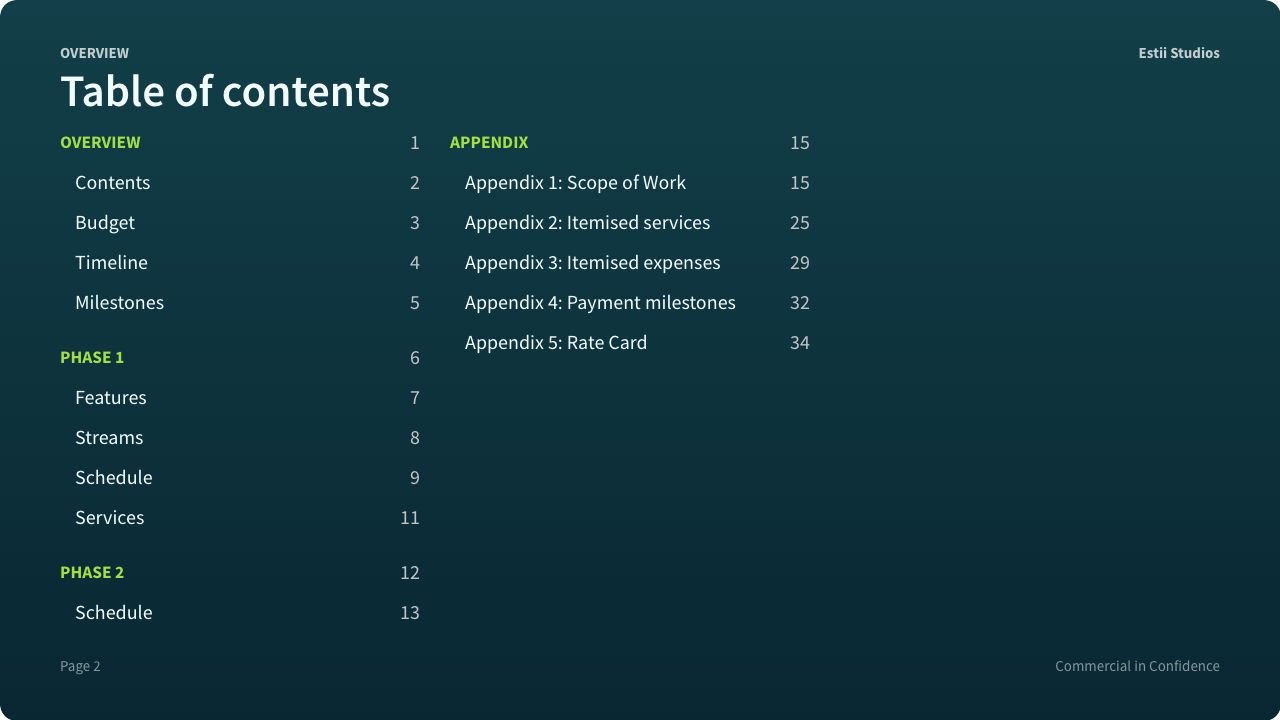 OVERVIEW
Estii Studios
Table of contents
OVERVIEW 1
Contents 2
Budget 3
Timeline 4
Milestones 5
PHASE 1 6
Features 7
Streams 8
Schedule 9
Services 11
PHASE 2 12
Schedule 13
APPENDIX 15
Appendix 1: Scope of Work 15
Appendix 2: Itemised services 25
Appendix 3: Itemised expenses 29
Appendix 4: Payment milestones 32
Appendix 5: Rate Card 34
Page 2
Commercial in Confidence